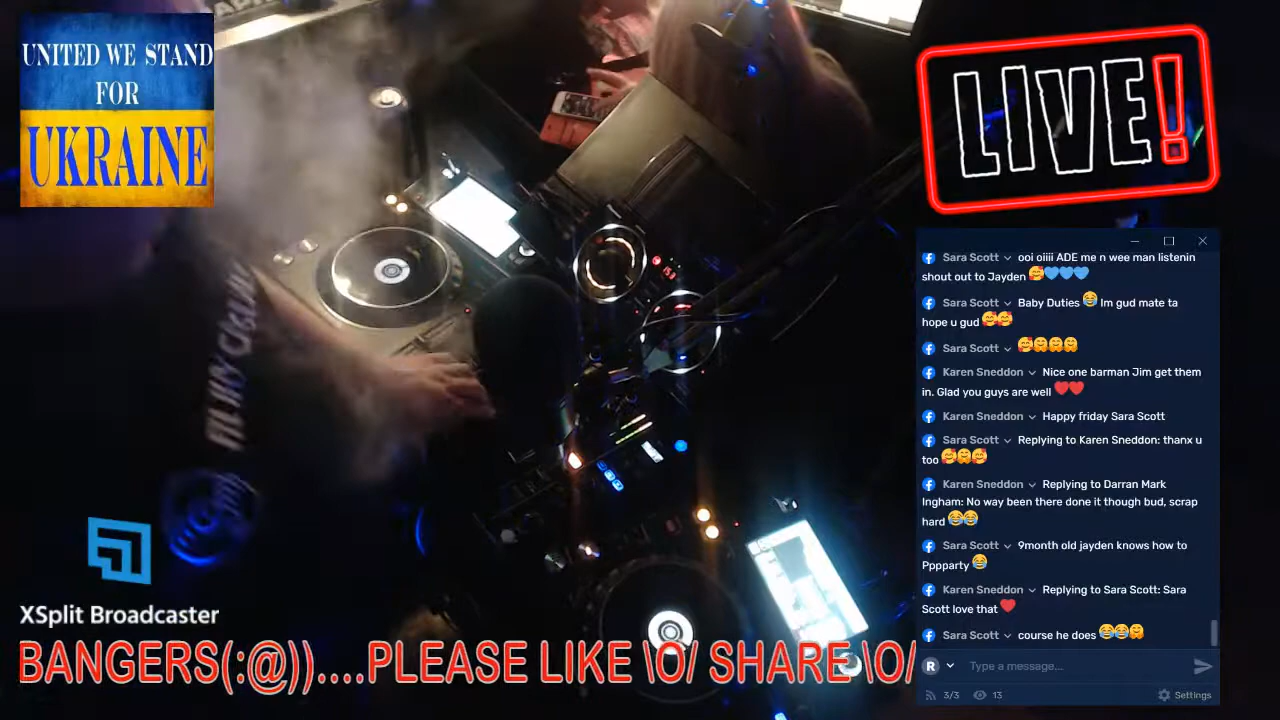 UNITED WE STAND
FOR
UKRAINE
LIVE!
Sara Scott ooi oiiii ADE me n wee man listenin
shout out to Jayden 🥰💙💙💙
Sara Scott Baby Duties 😂 Im gud mate ta
hope u gud 🥰🥰
Sara Scott 🥰🤗🤗🤗
Karen Sneddon Nice one barman Jim get them
in. Glad you guys are well ❤️❤️
Karen Sneddon Happy friday Sara Scott
Sara Scott Replying to Karen Sneddon: thanx u
too 🥰🤗🥰
Karen Sneddon Replying to Darran Mark
Ingham: No way been there done it though bud, scrap
hard 😂😂
Sara Scott 9month old jayden knows how to
Pppparty 😂
Karen Sneddon Replying to Sara Scott: Sara
Scott love that ❤️
Sara Scott course he does 😂😂🤗
R Type a message...
3/3 13 Settings
XSplit Broadcaster
BANGERS(:@))....PLEASE LIKE \O/ SHARE \O/